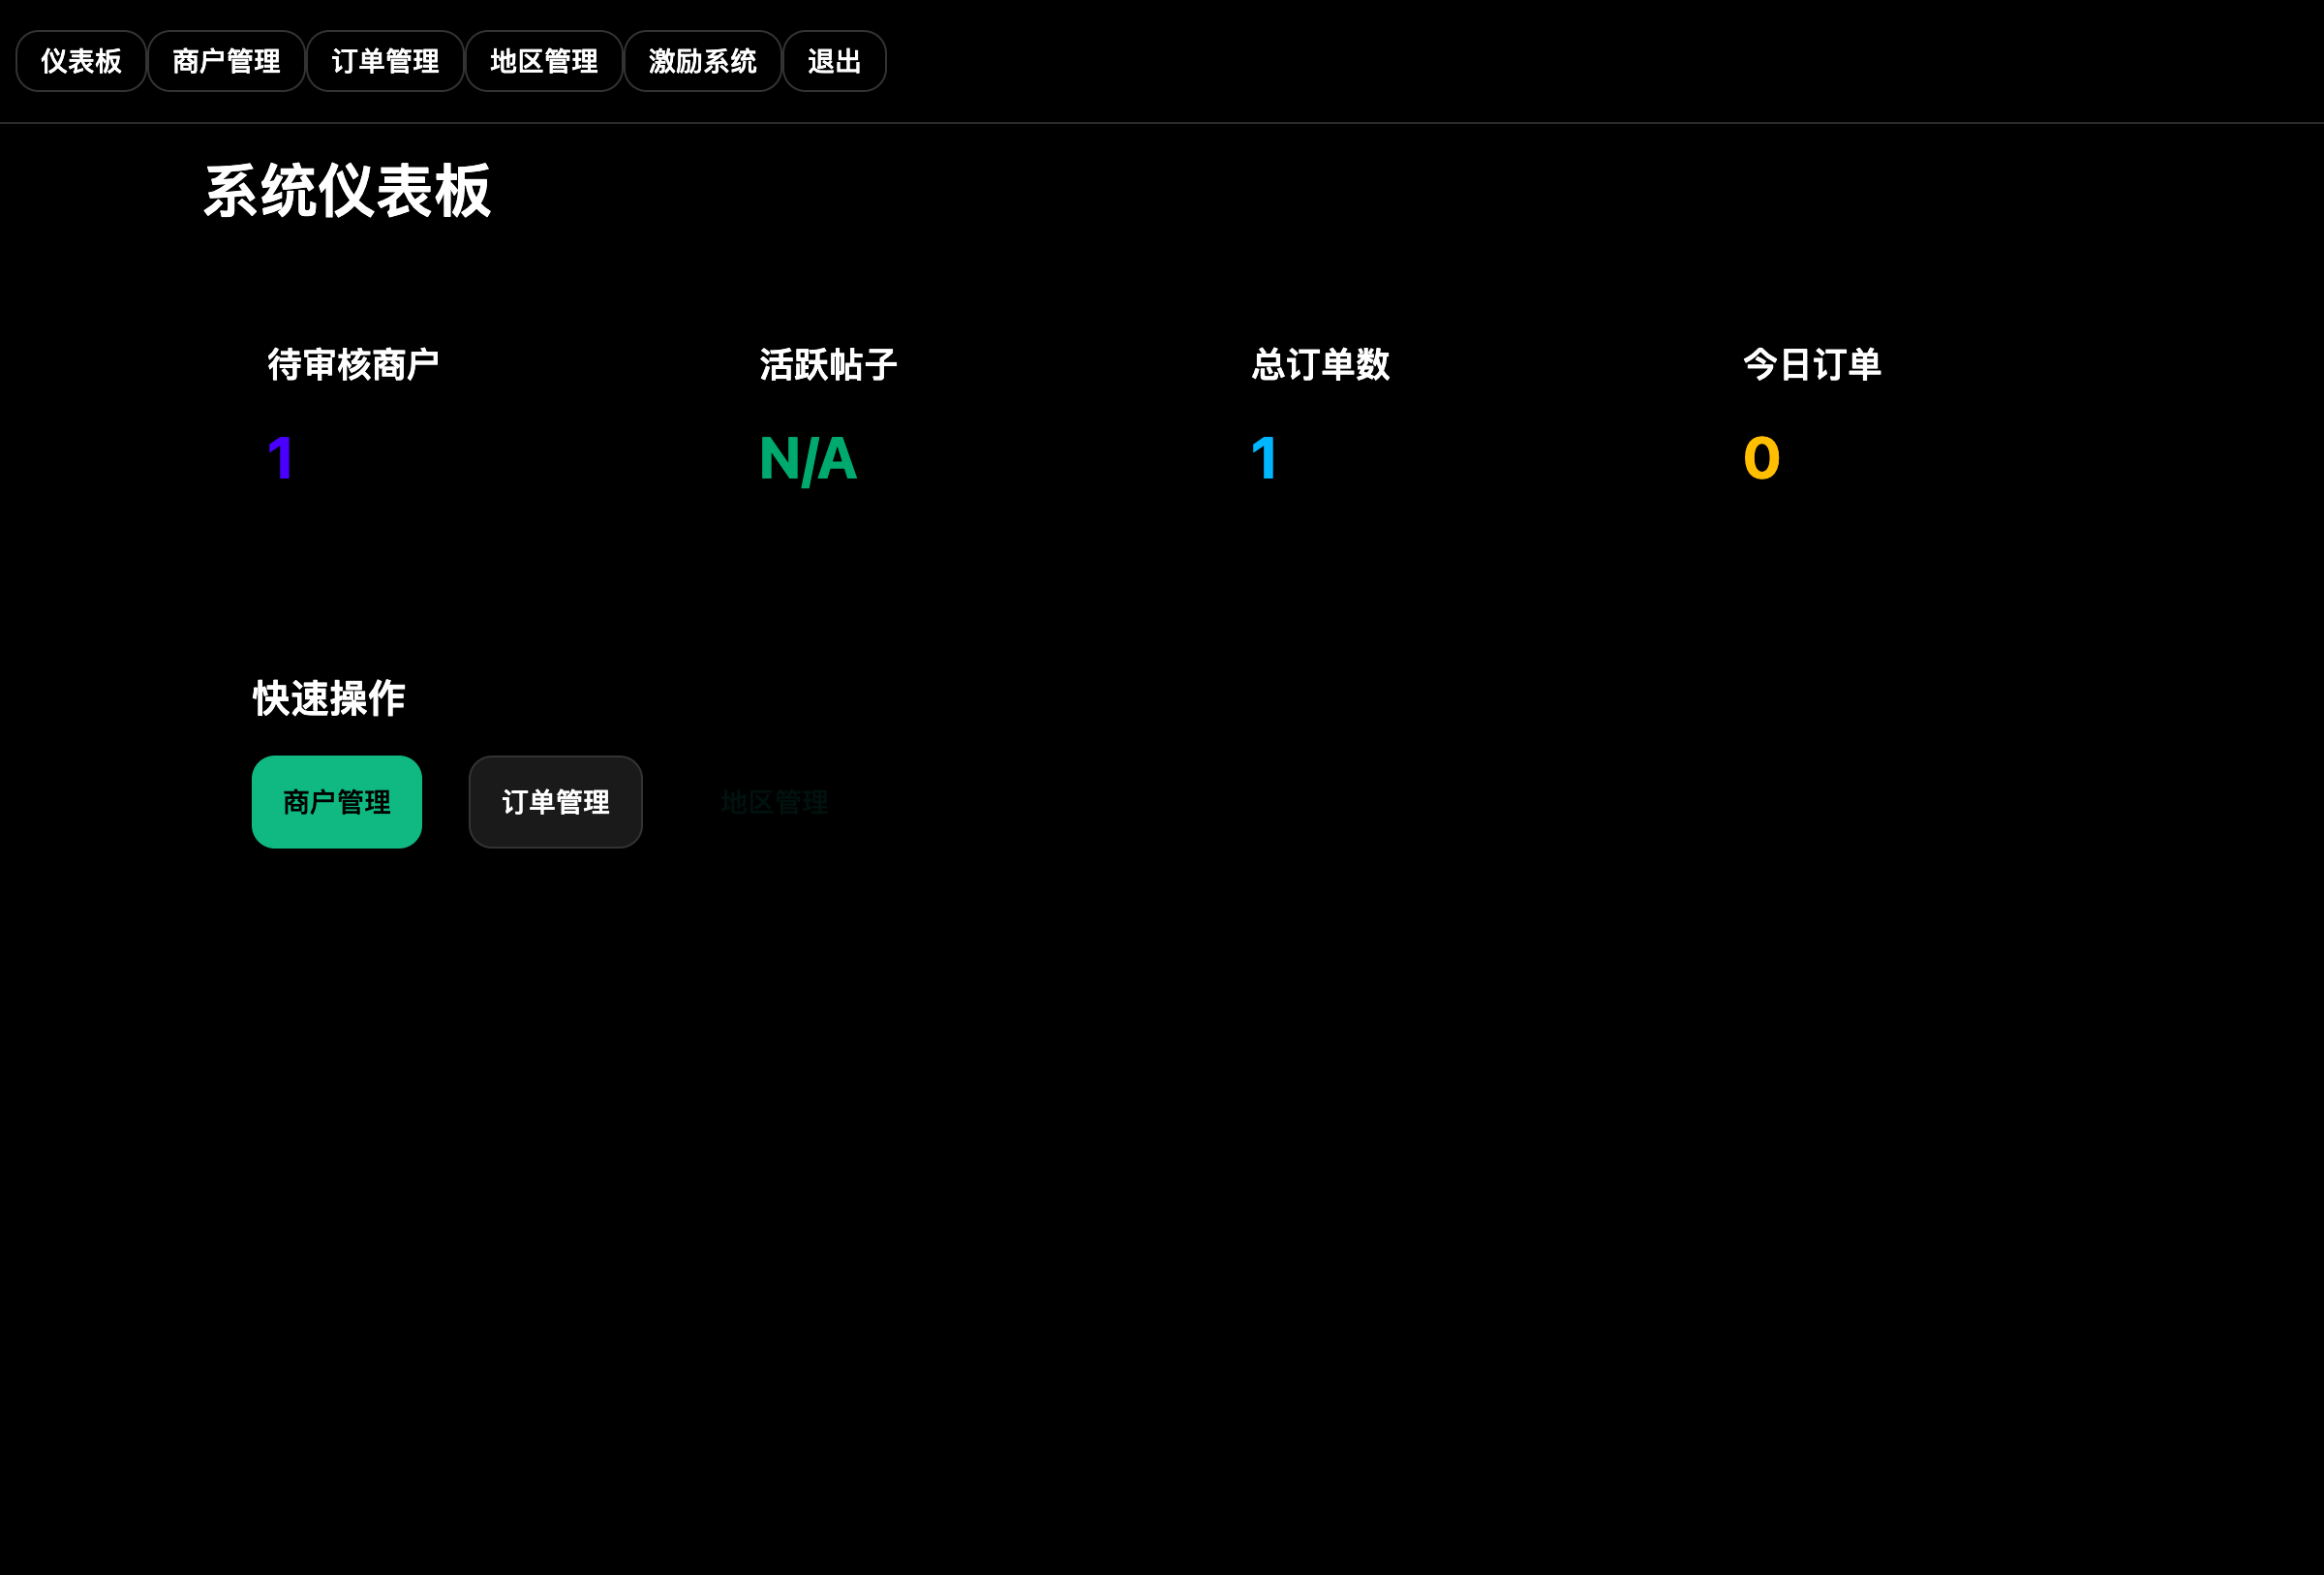 仪表板 商户管理 订单管理 地区管理 激励系统 退出
系统仪表板
待审核商户 活跃帖子 总订单数 今日订单
1 N/A 1 0
快速操作
商户管理 订单管理 地区管理